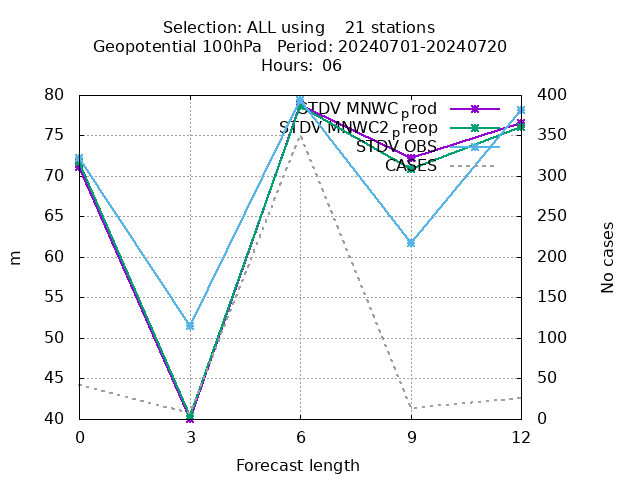 Selection: ALL using 21 stations
Geopotential 100hPa Period: 20240701-20240720
Hours: 06
80 400
STDV MNWC_prod
STDV MNWC2_preop
75 350
STDV OBS
CASES
70 300
65 250
60 200
m
No cases
55 150
50 100
45 50
40 0
0 3 6 9 12
Forecast length